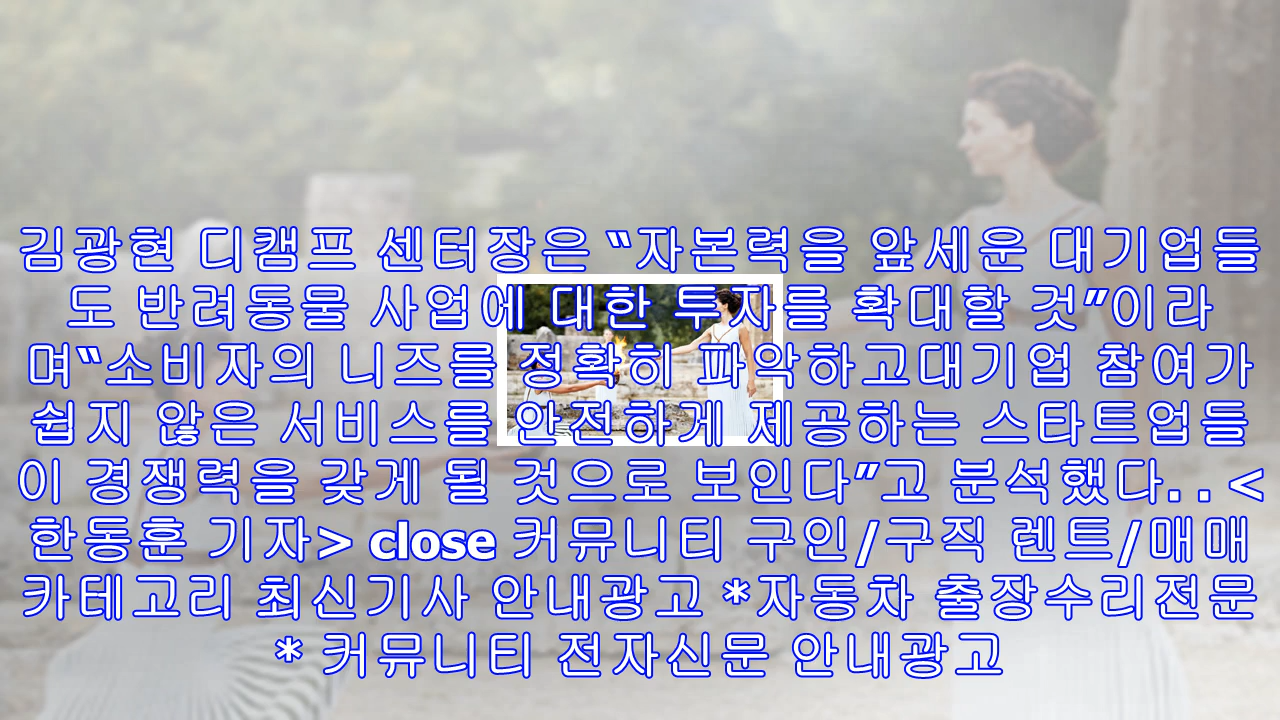 김광현 디캠프 센터장은 “자본력을 앞세운 대기업들
도 반려동물 사업에 대한 투자를 확대할 것”이라
며“소비자의 니즈를 정확히 파악하고대기업 참여가
쉽지 않은 서비스를 안전하게 제공하는 스타트업들
이 경쟁력을 갖게 될 것으로 보인다”고 분석했다. . <
한동훈 기자> close 커뮤니티 구인/구직 렌트/매매
카테고리 최신기사 안내광고 *자동차 출장수리전문
* 커뮤니티 전자신문 안내광고